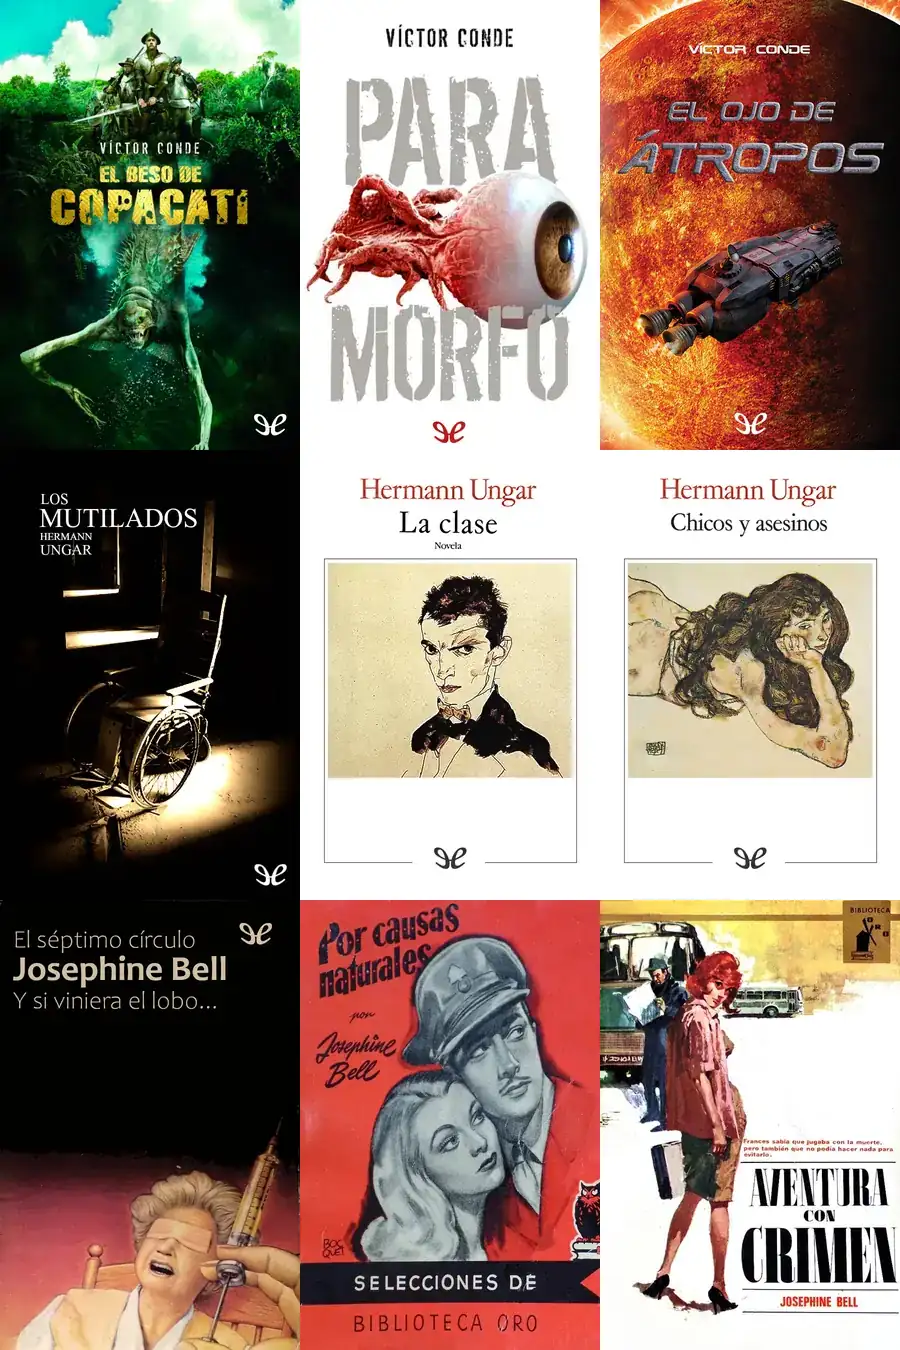 VÍCTOR CONDE
EL BESO DE
COPACATI
VÍCTOR CONDE
PARA
MORFO
VÍCTOR CONDE
EL OJO DE
ÁTROPOS
LOS
MUTILADOS
HERMANN
UNGAR
Hermann Ungar
La clase
Novela
Hermann Ungar
Chicos y asesinos
El séptimo círculo
Josephine Bell
Y si viniera el lobo...
Por causas
naturales
por
Josephine
Bell
BOC
QUET
SELECCIONES DE
BIBLIOTECA ORO
BIBLIOTECA
ORO
Frances sabía que jugaba con la muerte,
pero también que no podía hacer nada para
evitarlo.
AVENTURA
CON
CRIMEN
JOSEPHINE BELL